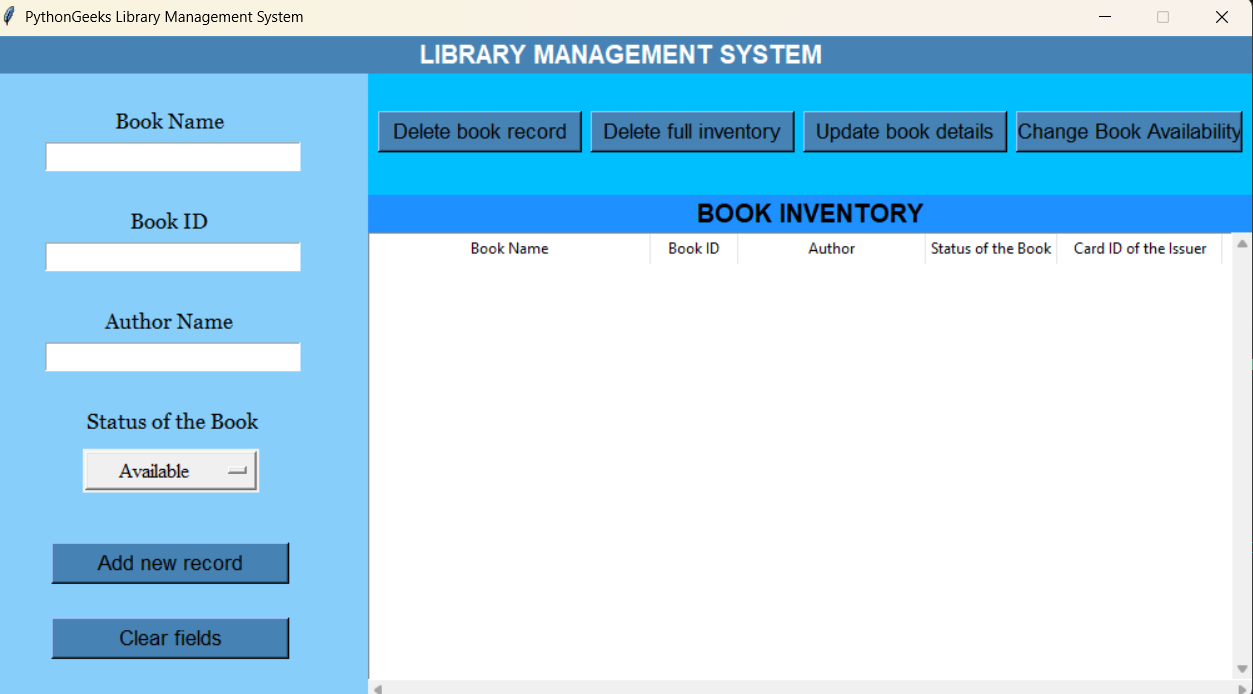 PythonGeeks Library Management System
LIBRARY MANAGEMENT SYSTEM
Book Name
Book ID
Author Name
Status of the Book
Available
Add new record
Clear fields
Delete book record Delete full inventory Update book details Change Book Availability
BOOK INVENTORY
Book Name Book ID Author Status of the Book Card ID of the Issuer